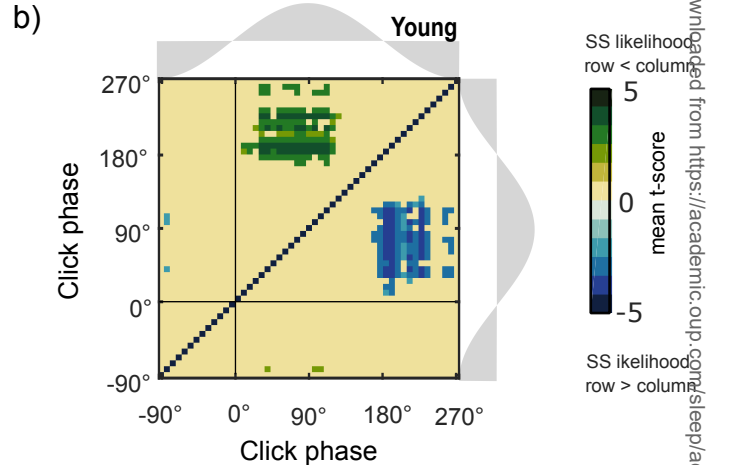 b)
Young
270°
180°
90°
0°
-90°
Click phase
-90°
0°
90°
180°
270°
Click phase
SS likelihood
row < column
5
0
-5
mean t-score
SS ikelihood
row > column
wnloaded from https://academic.oup.com/sleep/a